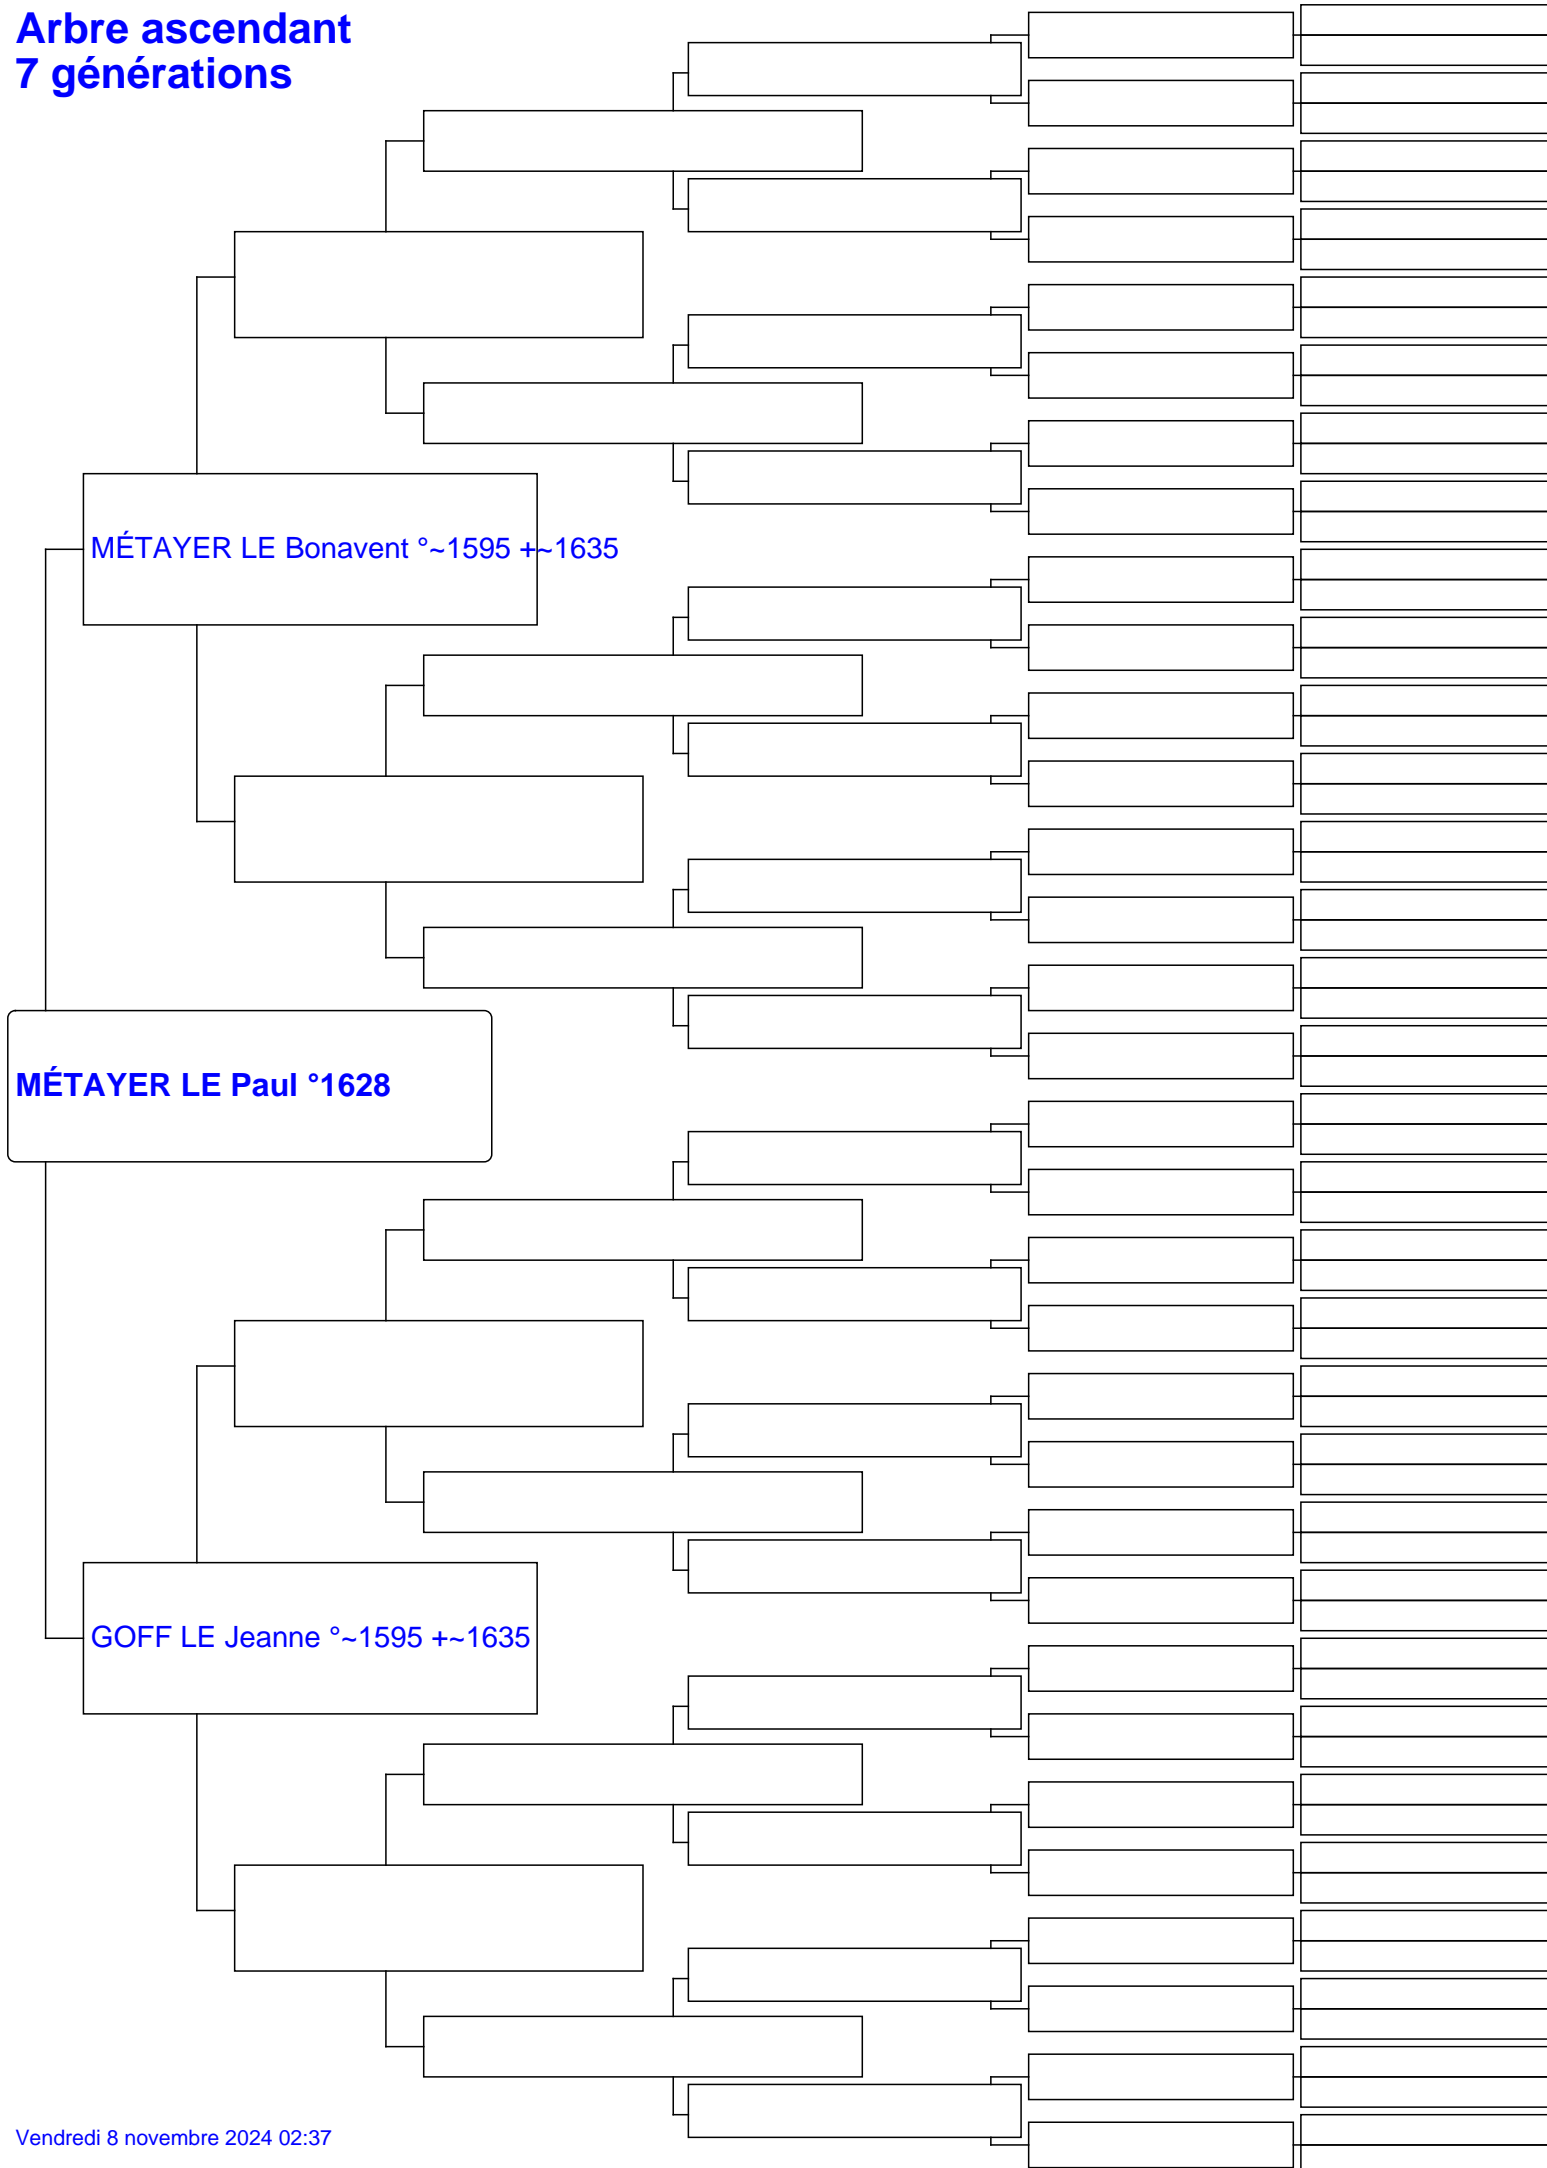 Arbre ascendant
7 générations
MÉTAYER LE Bonavent °~1595 +~1635
MÉTAYER LE Paul °1628
GOFF LE Jeanne °~1595 +~1635
Vendredi 8 novembre 2024 02:37